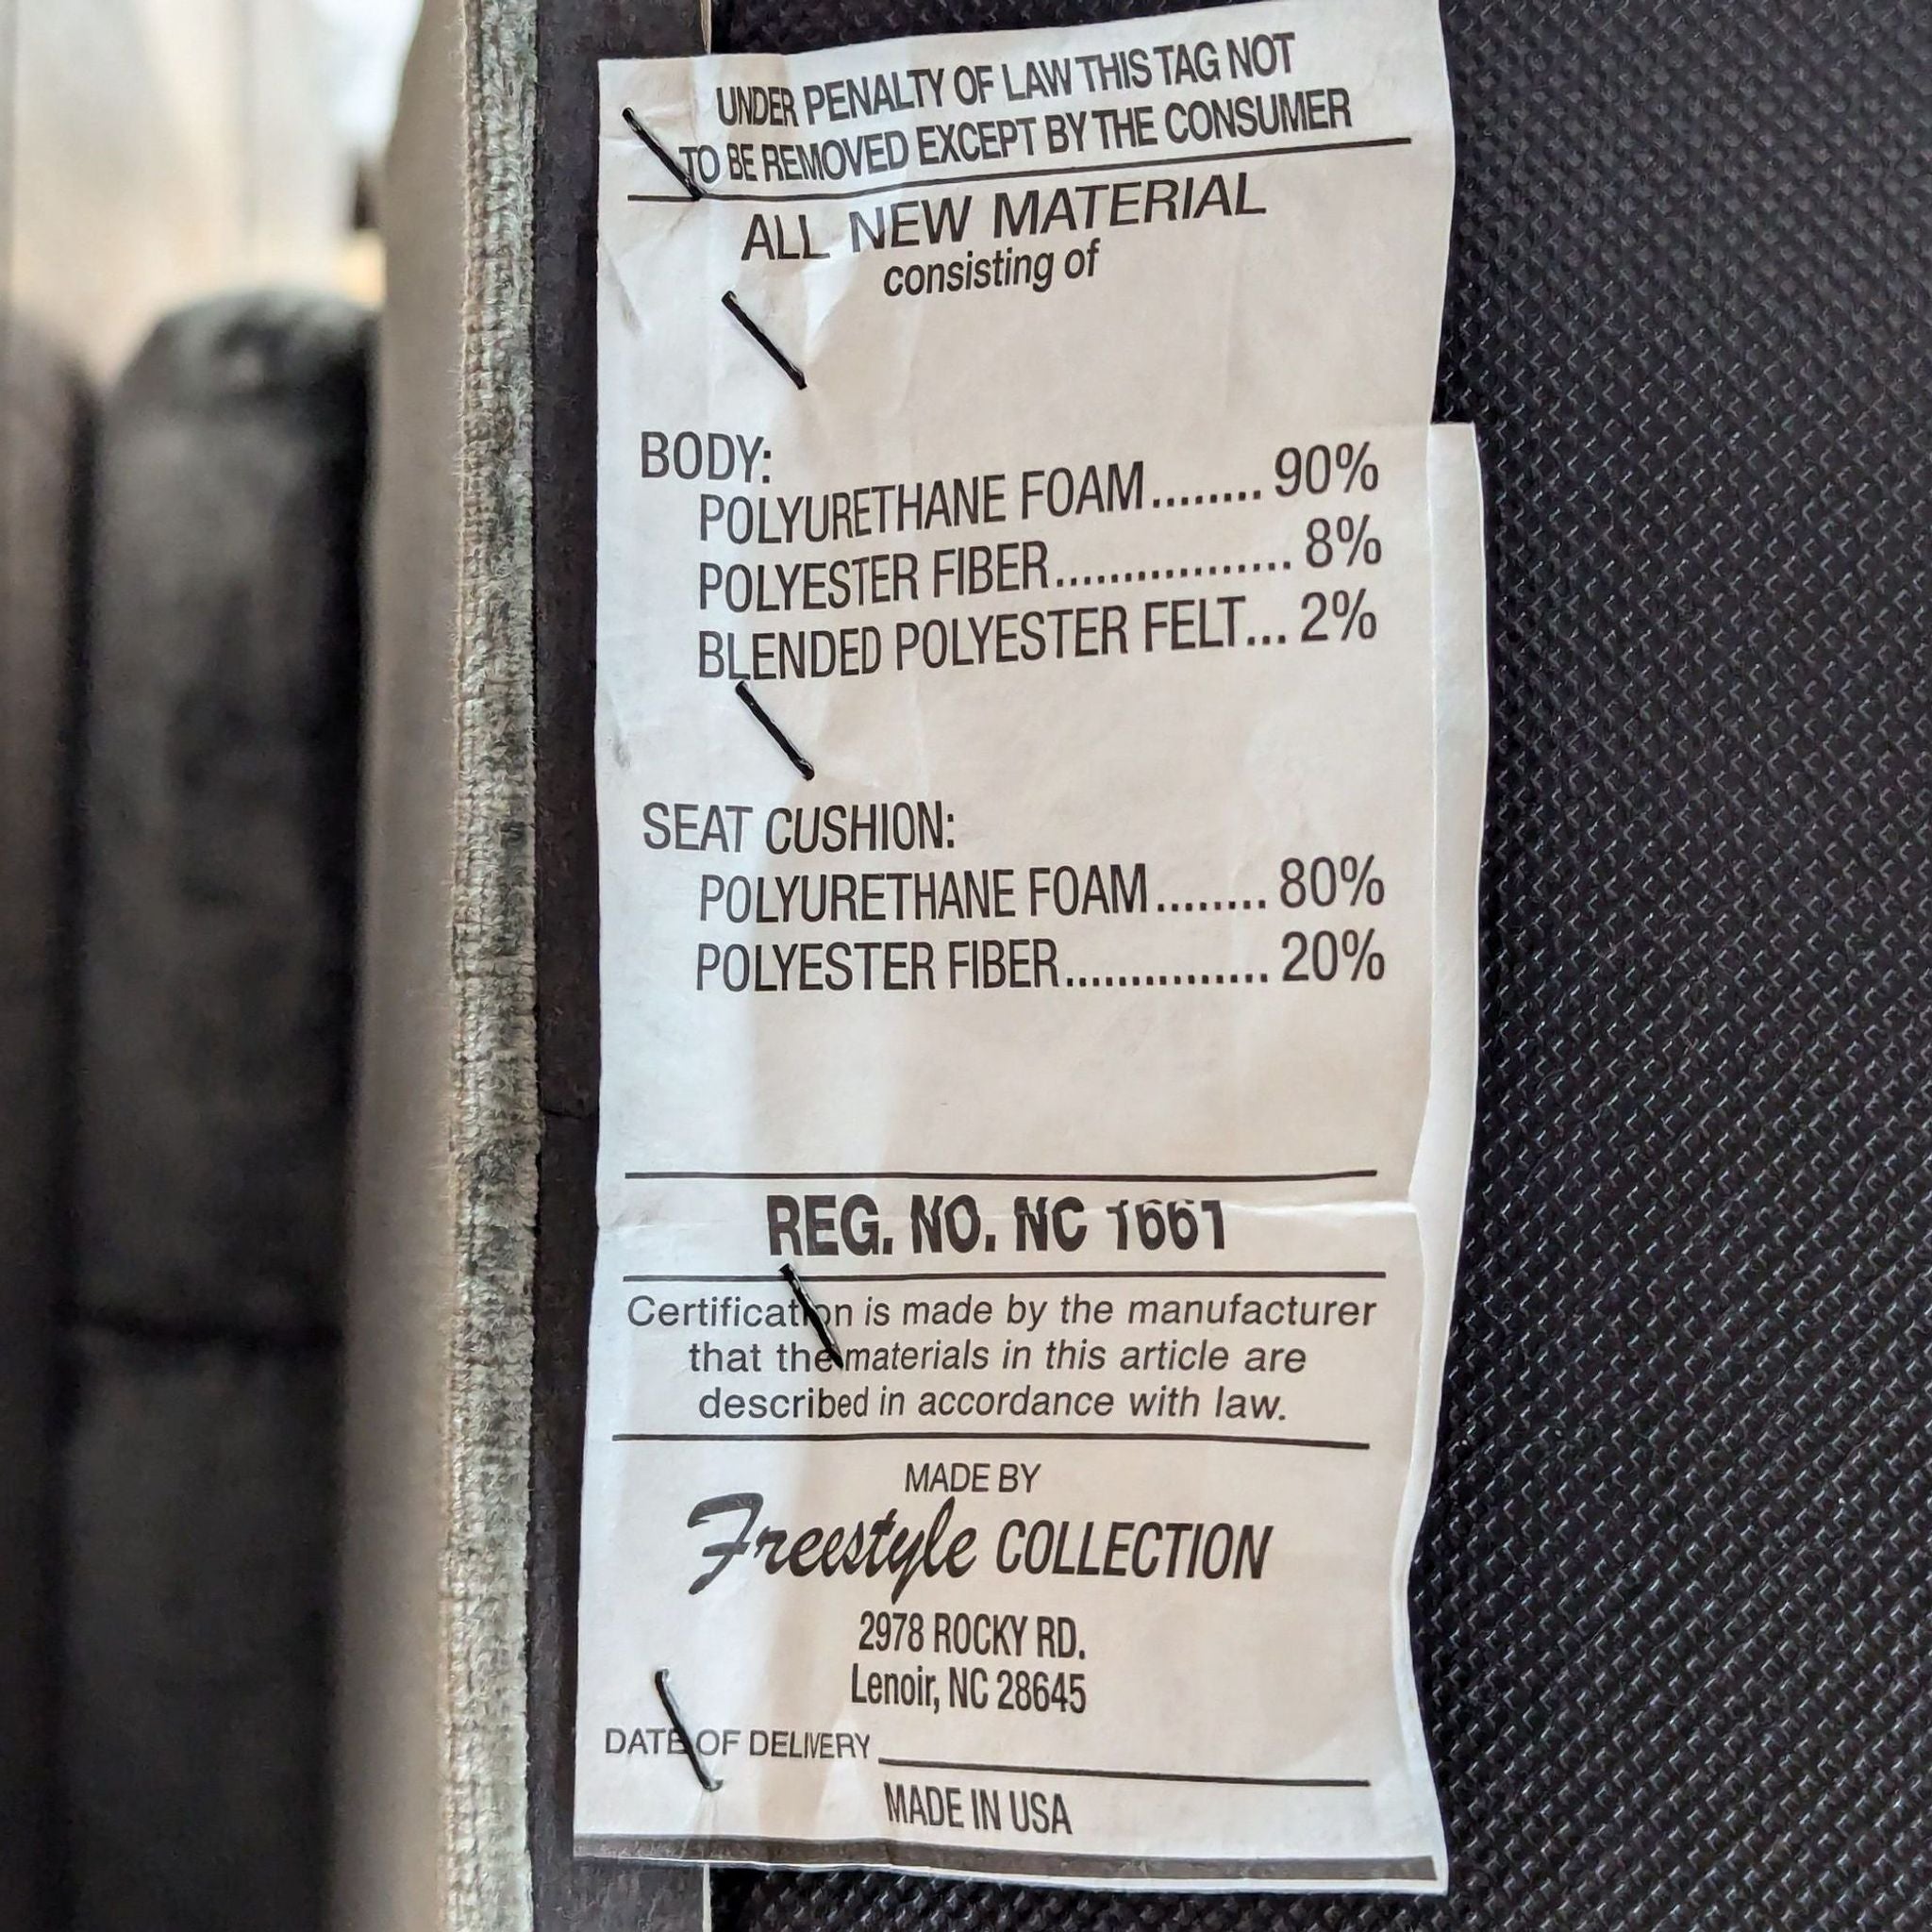 UNDER PENALTY OF LAW THIS TAG NOT
TO BE REMOVED EXCEPT BY THE CONSUMER
ALL NEW MATERIAL
consisting of
BODY:
POLYURETHANE FOAM........ 90%
POLYESTER FIBER.................. 8%
BLENDED POLYESTER FELT... 2%
SEAT CUSHION:
POLYURETHANE FOAM........ 80%
POLYESTER FIBER................ 20%
REG. NO. NC 1661
Certification is made by the manufacturer
that the materials in this article are
described in accordance with law.
MADE BY
Freestyle COLLECTION
2978 ROCKY RD.
Lenoir, NC 28645
DATE OF DELIVERY
MADE IN USA